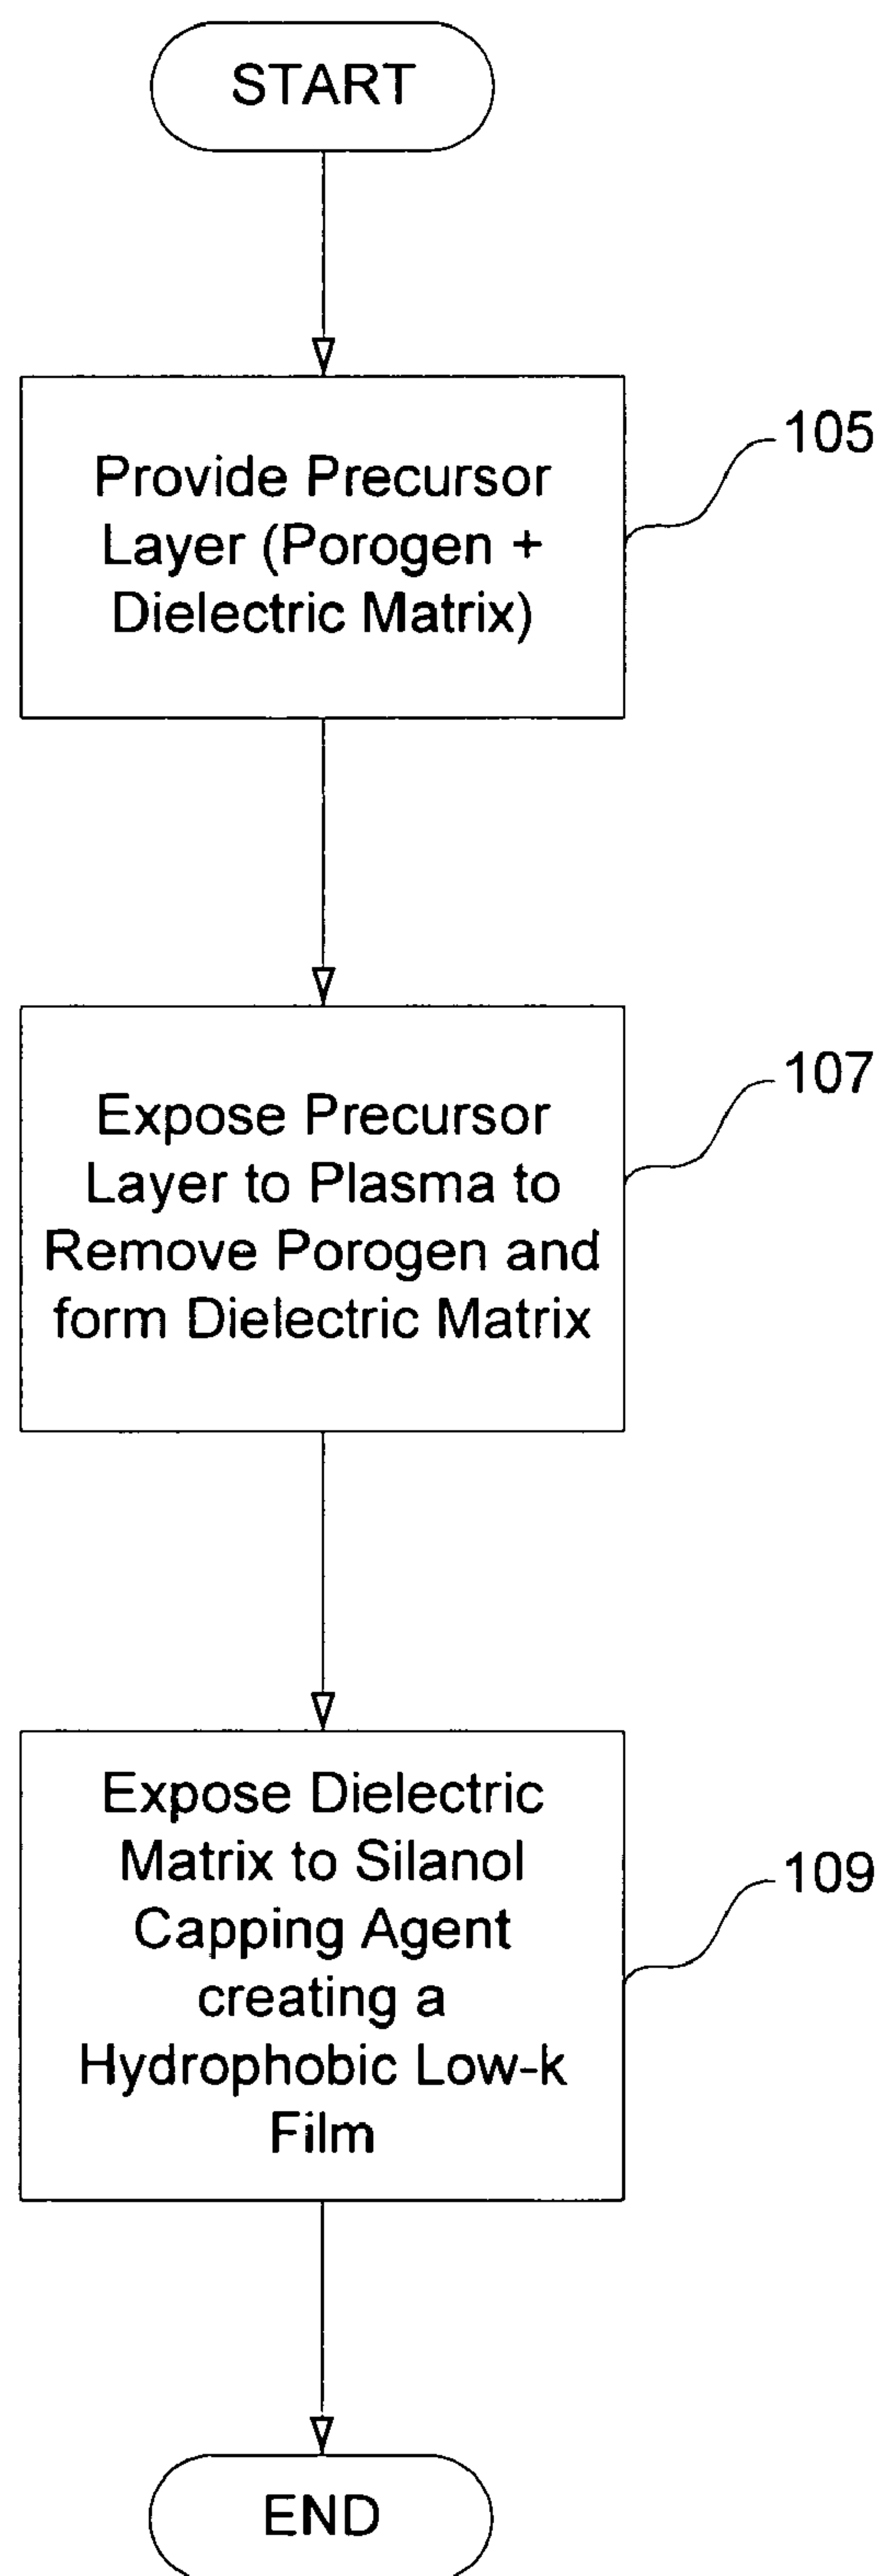 START
Provide Precursor
Layer (Porogen +
Dielectric Matrix)
105
Expose Precursor
Layer to Plasma to
Remove Porogen and
form Dielectric Matrix
107
Expose Dielectric
Matrix to Silanol
Capping Agent
creating a
Hydrophobic Low-k
Film
109
END